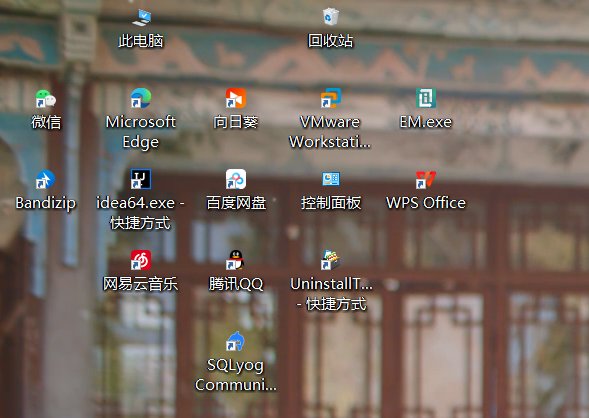 此电脑
回收站
微信
Microsoft
Edge
向日葵
VMware
Workstati...
EM.exe
Bandizip
idea64.exe -
快捷方式
百度网盘
控制面板
WPS Office
网易云音乐
腾讯QQ
UninstallT...
- 快捷方式
SQLyog
Communi...